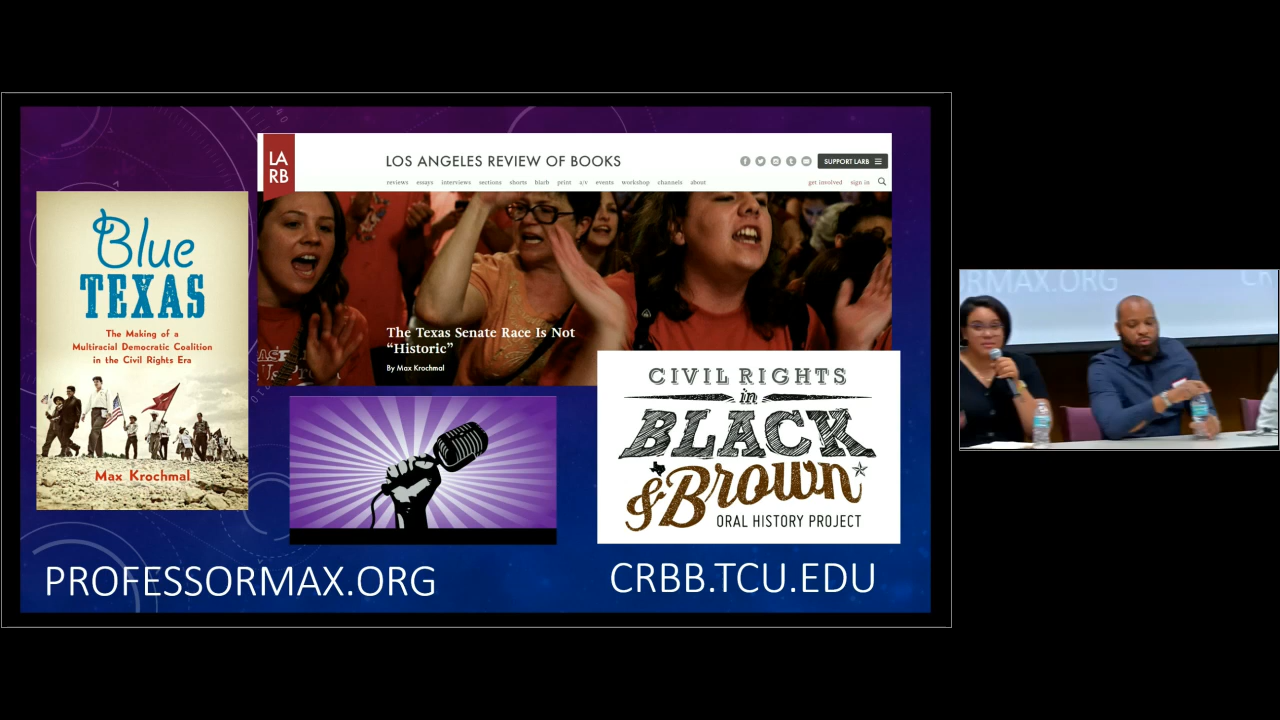 LA
RB
LOS ANGELES REVIEW OF BOOKS
SUPPORT LARB
reviews essays interviews sections shorts blarb print a/v events workshop channels about
get involved sign in
Blue
TEXAS
The Making of a
Multiracial Democratic Coalition
in the Civil Rights Era
Max Krochmal
The Texas Senate Race Is Not
“Historic”
By Max Krochmal
CIVIL RIGHTS
in
BLACK
& Brown
ORAL HISTORY PROJECT
PROFESSORMAX.ORG
CRBB.TCU.EDU
ORMAX.ORG
CR